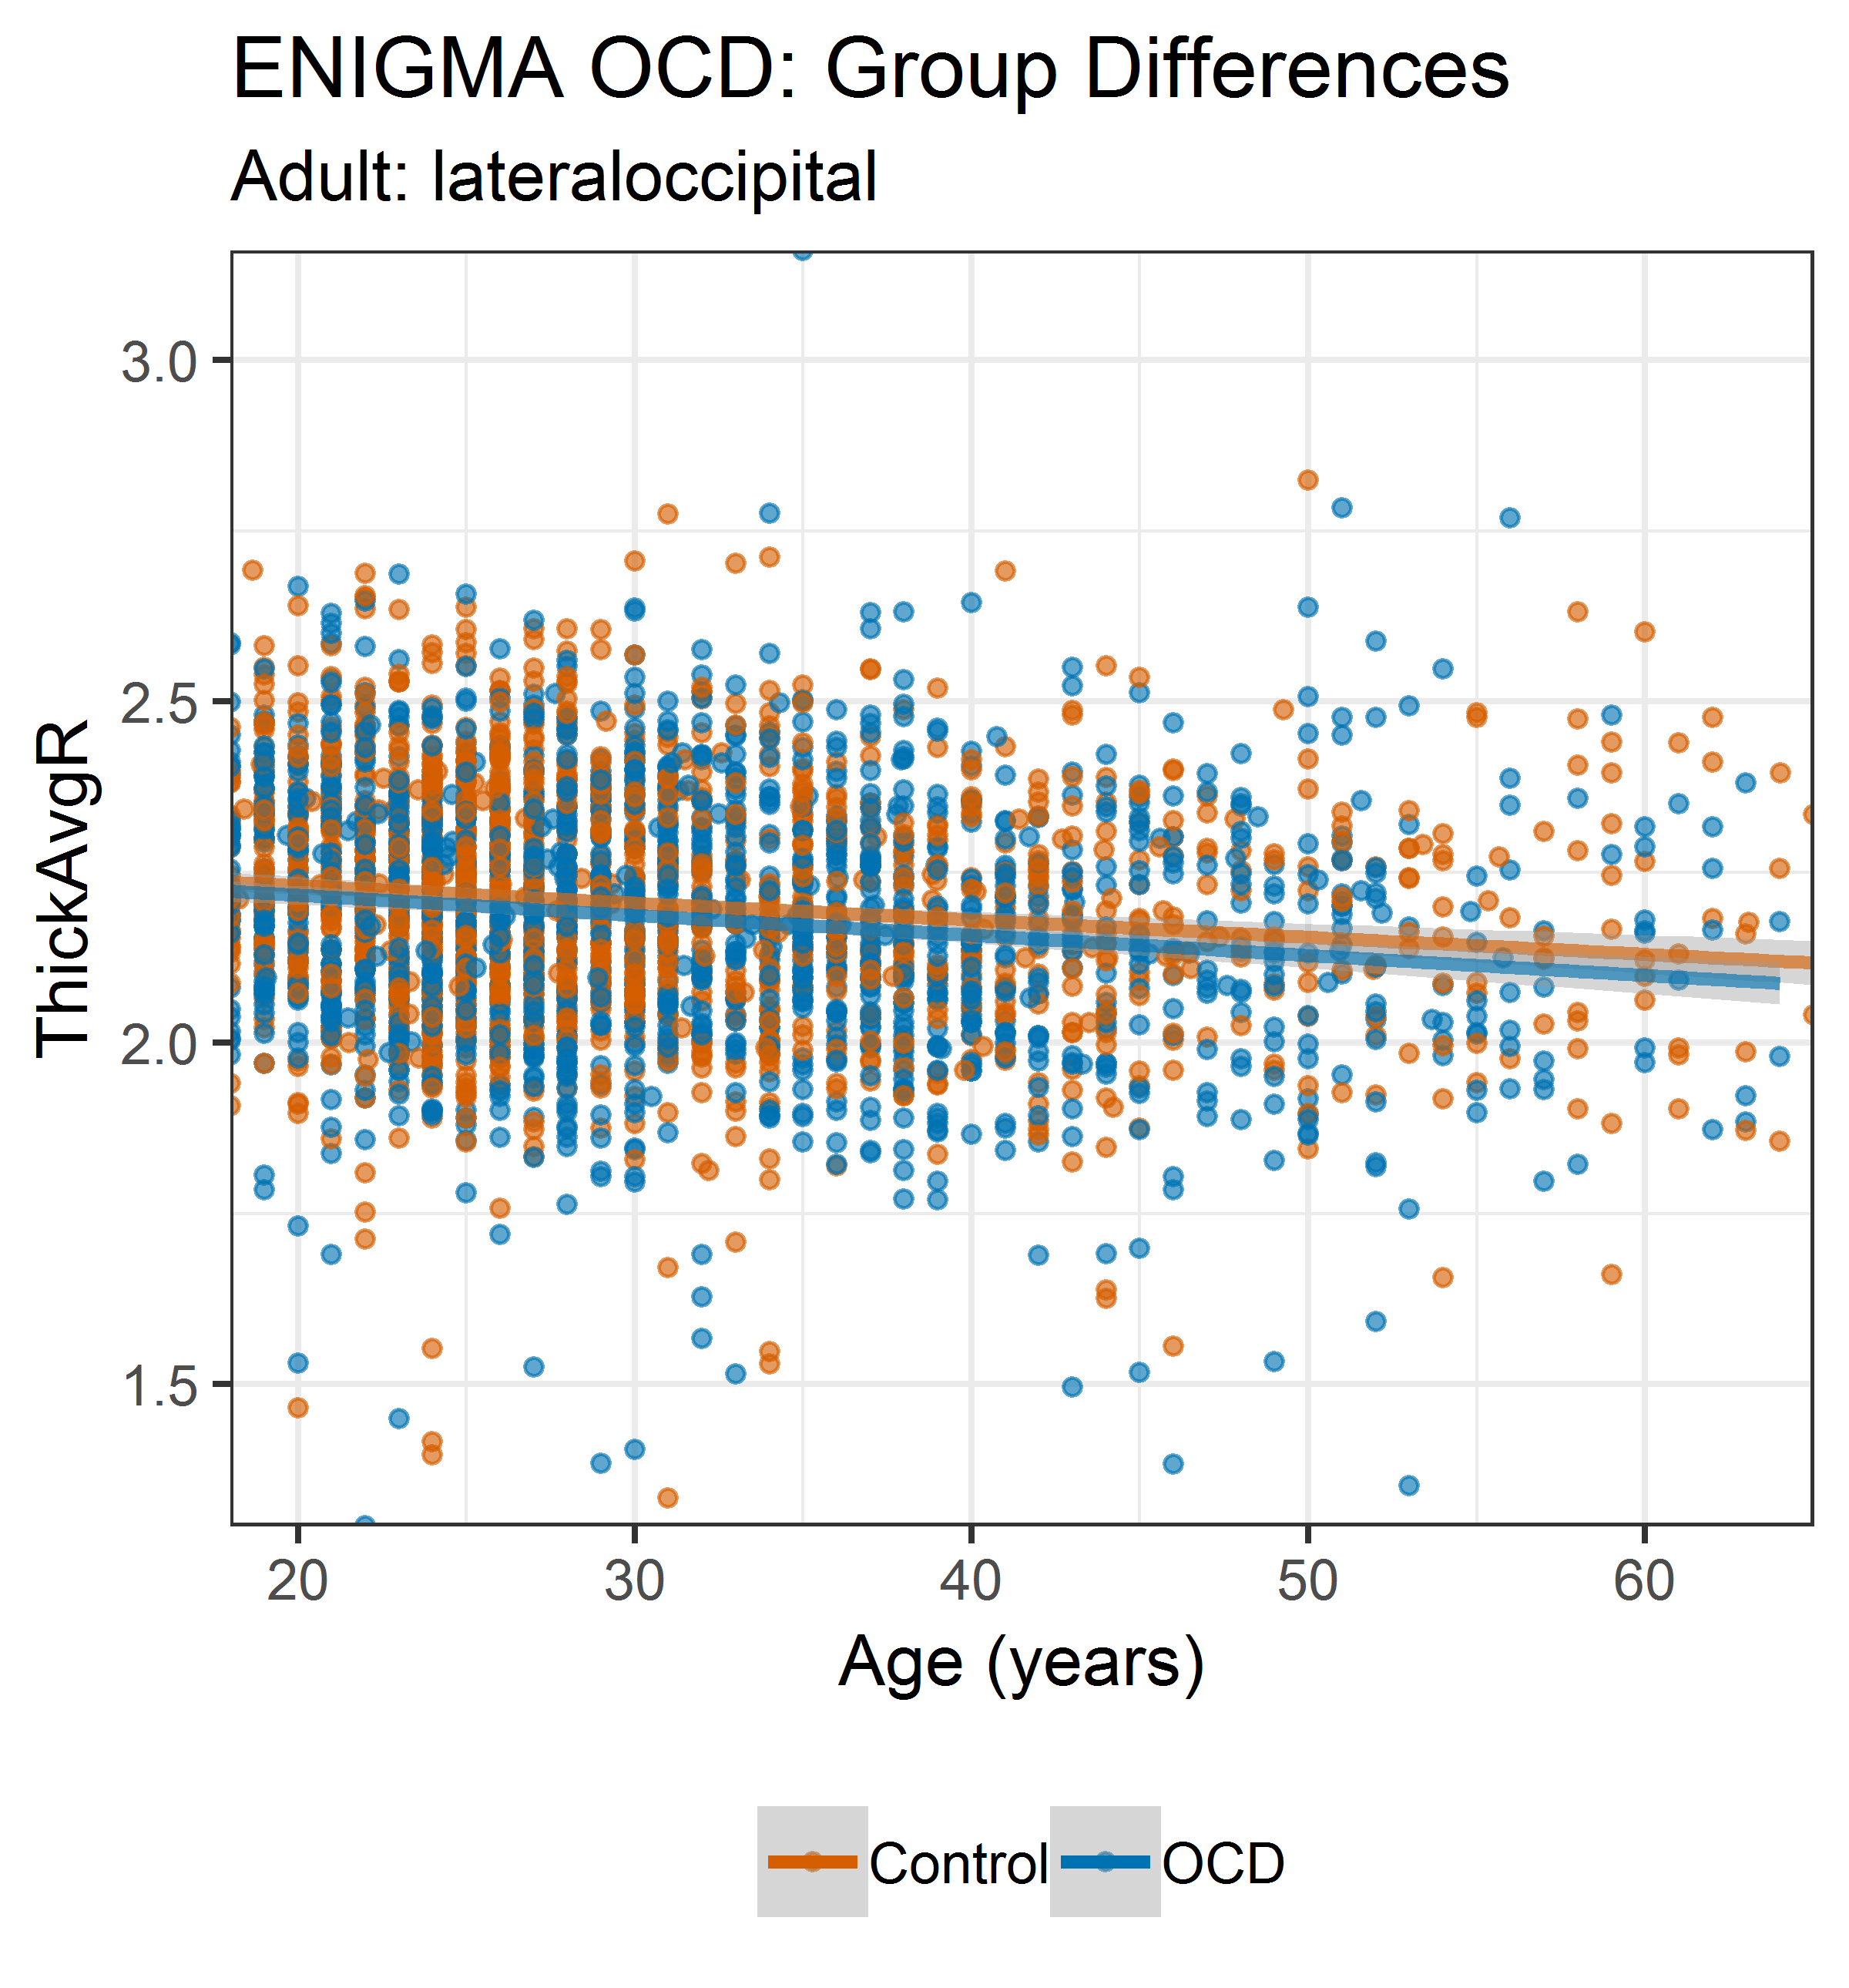 ENIGMA OCD: Group Differences
Adult: lateraloccipital
ThickAvgR
3.0
2.5
2.0
1.5
20 30 40 50 60
Age (years)
Control OCD